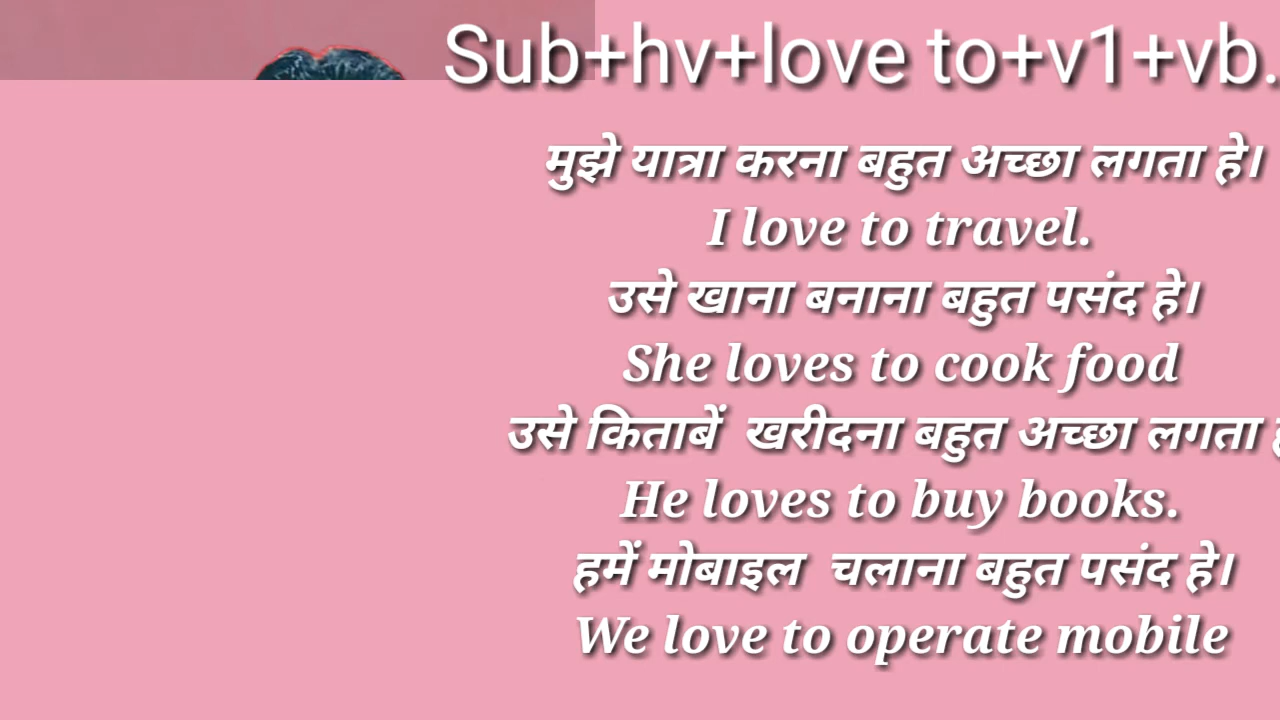 Sub+hv+love to+v1+vb.
मुझे यात्रा करना बहुत अच्छा लगता हे।
I love to travel.
उसे खाना बनाना बहुत पसंद हे।
She loves to cook food
उसे किताबें खरीदना बहुत अच्छा लगता
He loves to buy books.
हमें मोबाइल चलाना बहुत पसंद हे।
We love to operate mobile